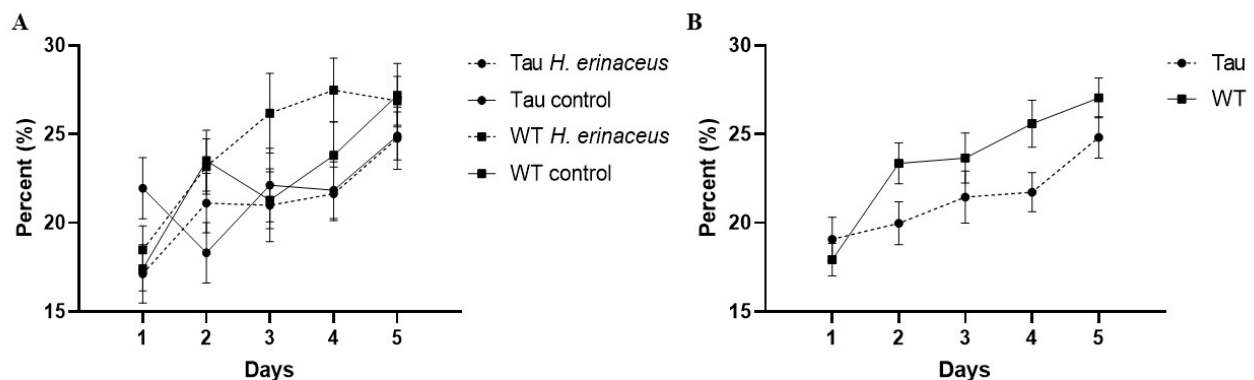 A
Percent (%)
30
25
20
15
1 2 3 4 5
Days
Tau H. erinaceus
Tau control
WT H. erinaceus
WT control
B
Percent (%)
30
25
20
15
1 2 3 4 5
Days
Tau
WT